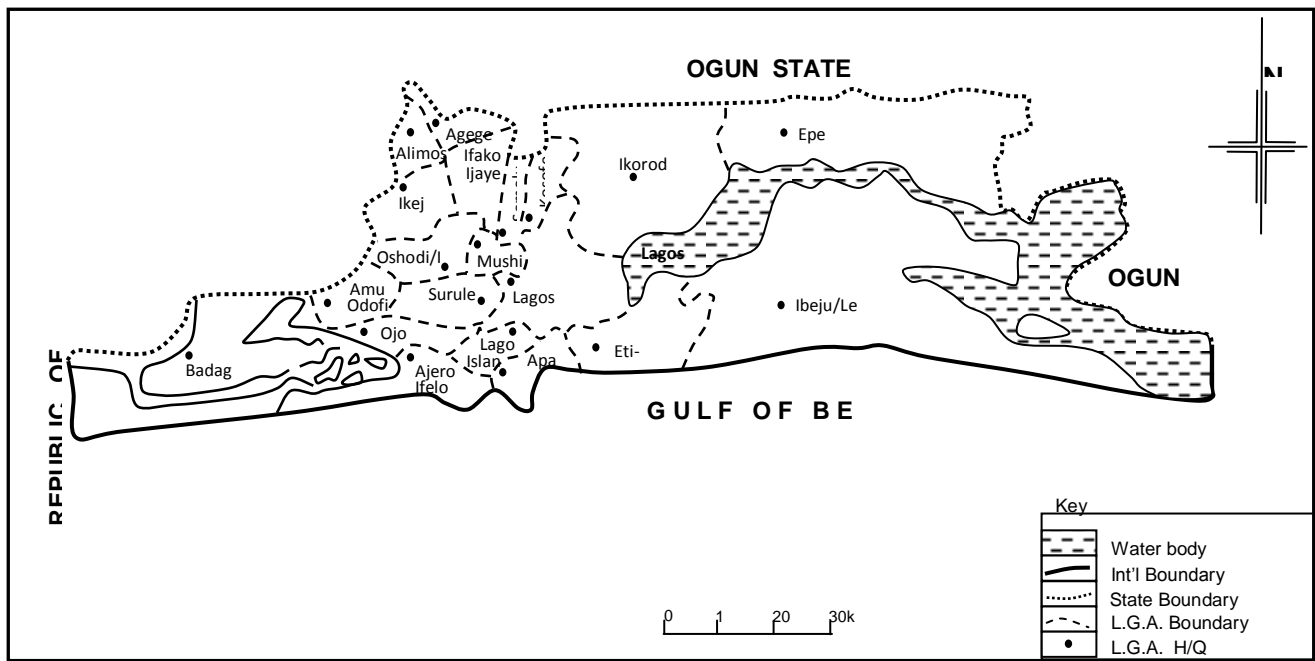 OGUN STATE
N
Agege
Alimos
Ifako
Ijaye
Kosofe
Ikorod
Epe
Ikej
Oshodi/I
Mushi
Lagos
Amu
Odofi
Surule
Lagos
Ibeju/Le
OGUN
Ojo
Lago
Islan
Apa
Eti-
Badag
Ajero
Ifelo
REPUBLIC OF
GULF OF BE
Key
Water body
Int'l Boundary
State Boundary
L.G.A. Boundary
L.G.A. H/Q
0 1 20 30k